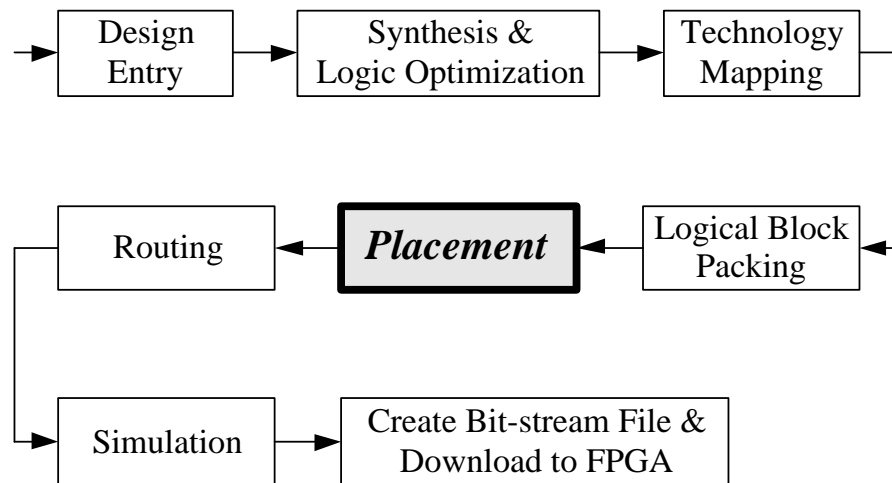 Design
Entry
Synthesis &
Logic Optimization
Technology
Mapping
Routing
Placement
Logical Block
Packing
Simulation
Create Bit-stream File &
Download to FPGA